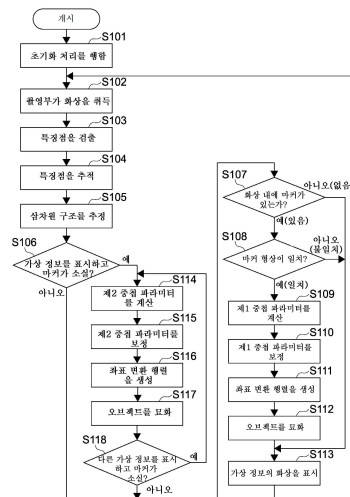 개시
S101
초기화 처리를 행함
S102
촬영부가 화상을 취득
S103
특징점을 검출
S104
특징점을 추적
S105
삼차원 구조를 추정
S106
가상 정보를 표시하고
마커가 소실?
예
아니오
S114
제2 중첩 파라미터
를 계산
S115
제2 중첩 파라미터를
보정
S116
좌표 변환 행렬
을 생성
S117
오브젝트를 묘화
S118
다른 가상 정보를 표시
하고 마커가
소실?
예
아니오
S107
화상 내에 마커가
있는가?
아니오(없음
예(있음)
S108
마커 형상이 일치?
아니오
(불일치)
예(일치)
S109
제1 중첩 파라미터를
계산
S110
제1 중첩 파라미터를
보정
S111
좌표 변환 행렬을 생성
S112
오브젝트를 묘화
S113
가상 정보의 화상을 표시